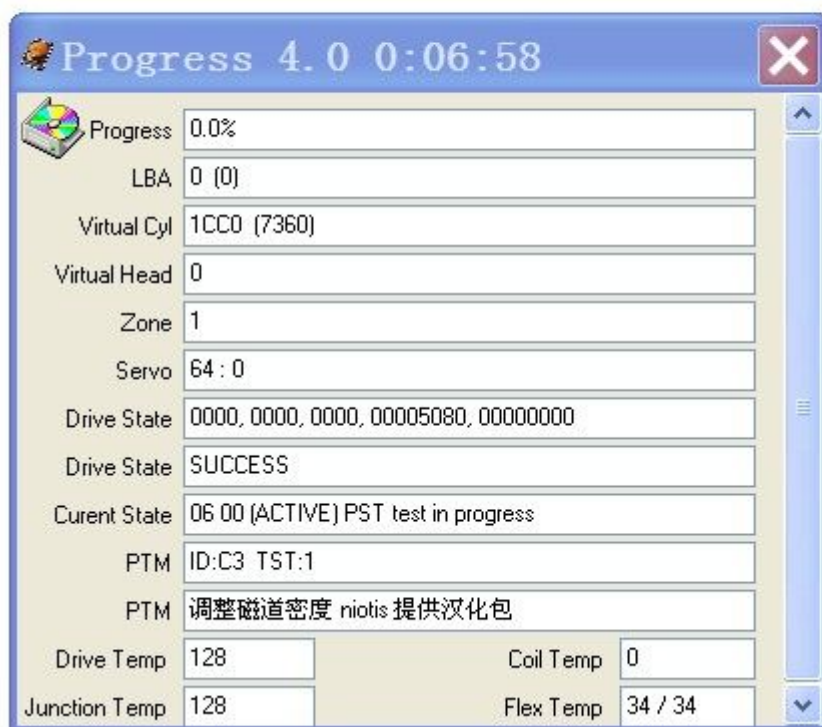 Progress 4.0 0:06:58
Progress 0.0%
LBA 0 (0)
Virtual Cyl 1CC0 (7360)
Virtual Head 0
Zone 1
Servo 64 : 0
Drive State 0000, 0000, 0000, 00005080, 00000000
Drive State SUCCESS
Curent State 06 00 (ACTIVE) PST test in progress
PTM ID:C3 TST:1
PTM 调整磁道密度 niotis 提供汉化包
Drive Temp 128 Coil Temp 0
Junction Temp 128 Flex Temp 34 / 34